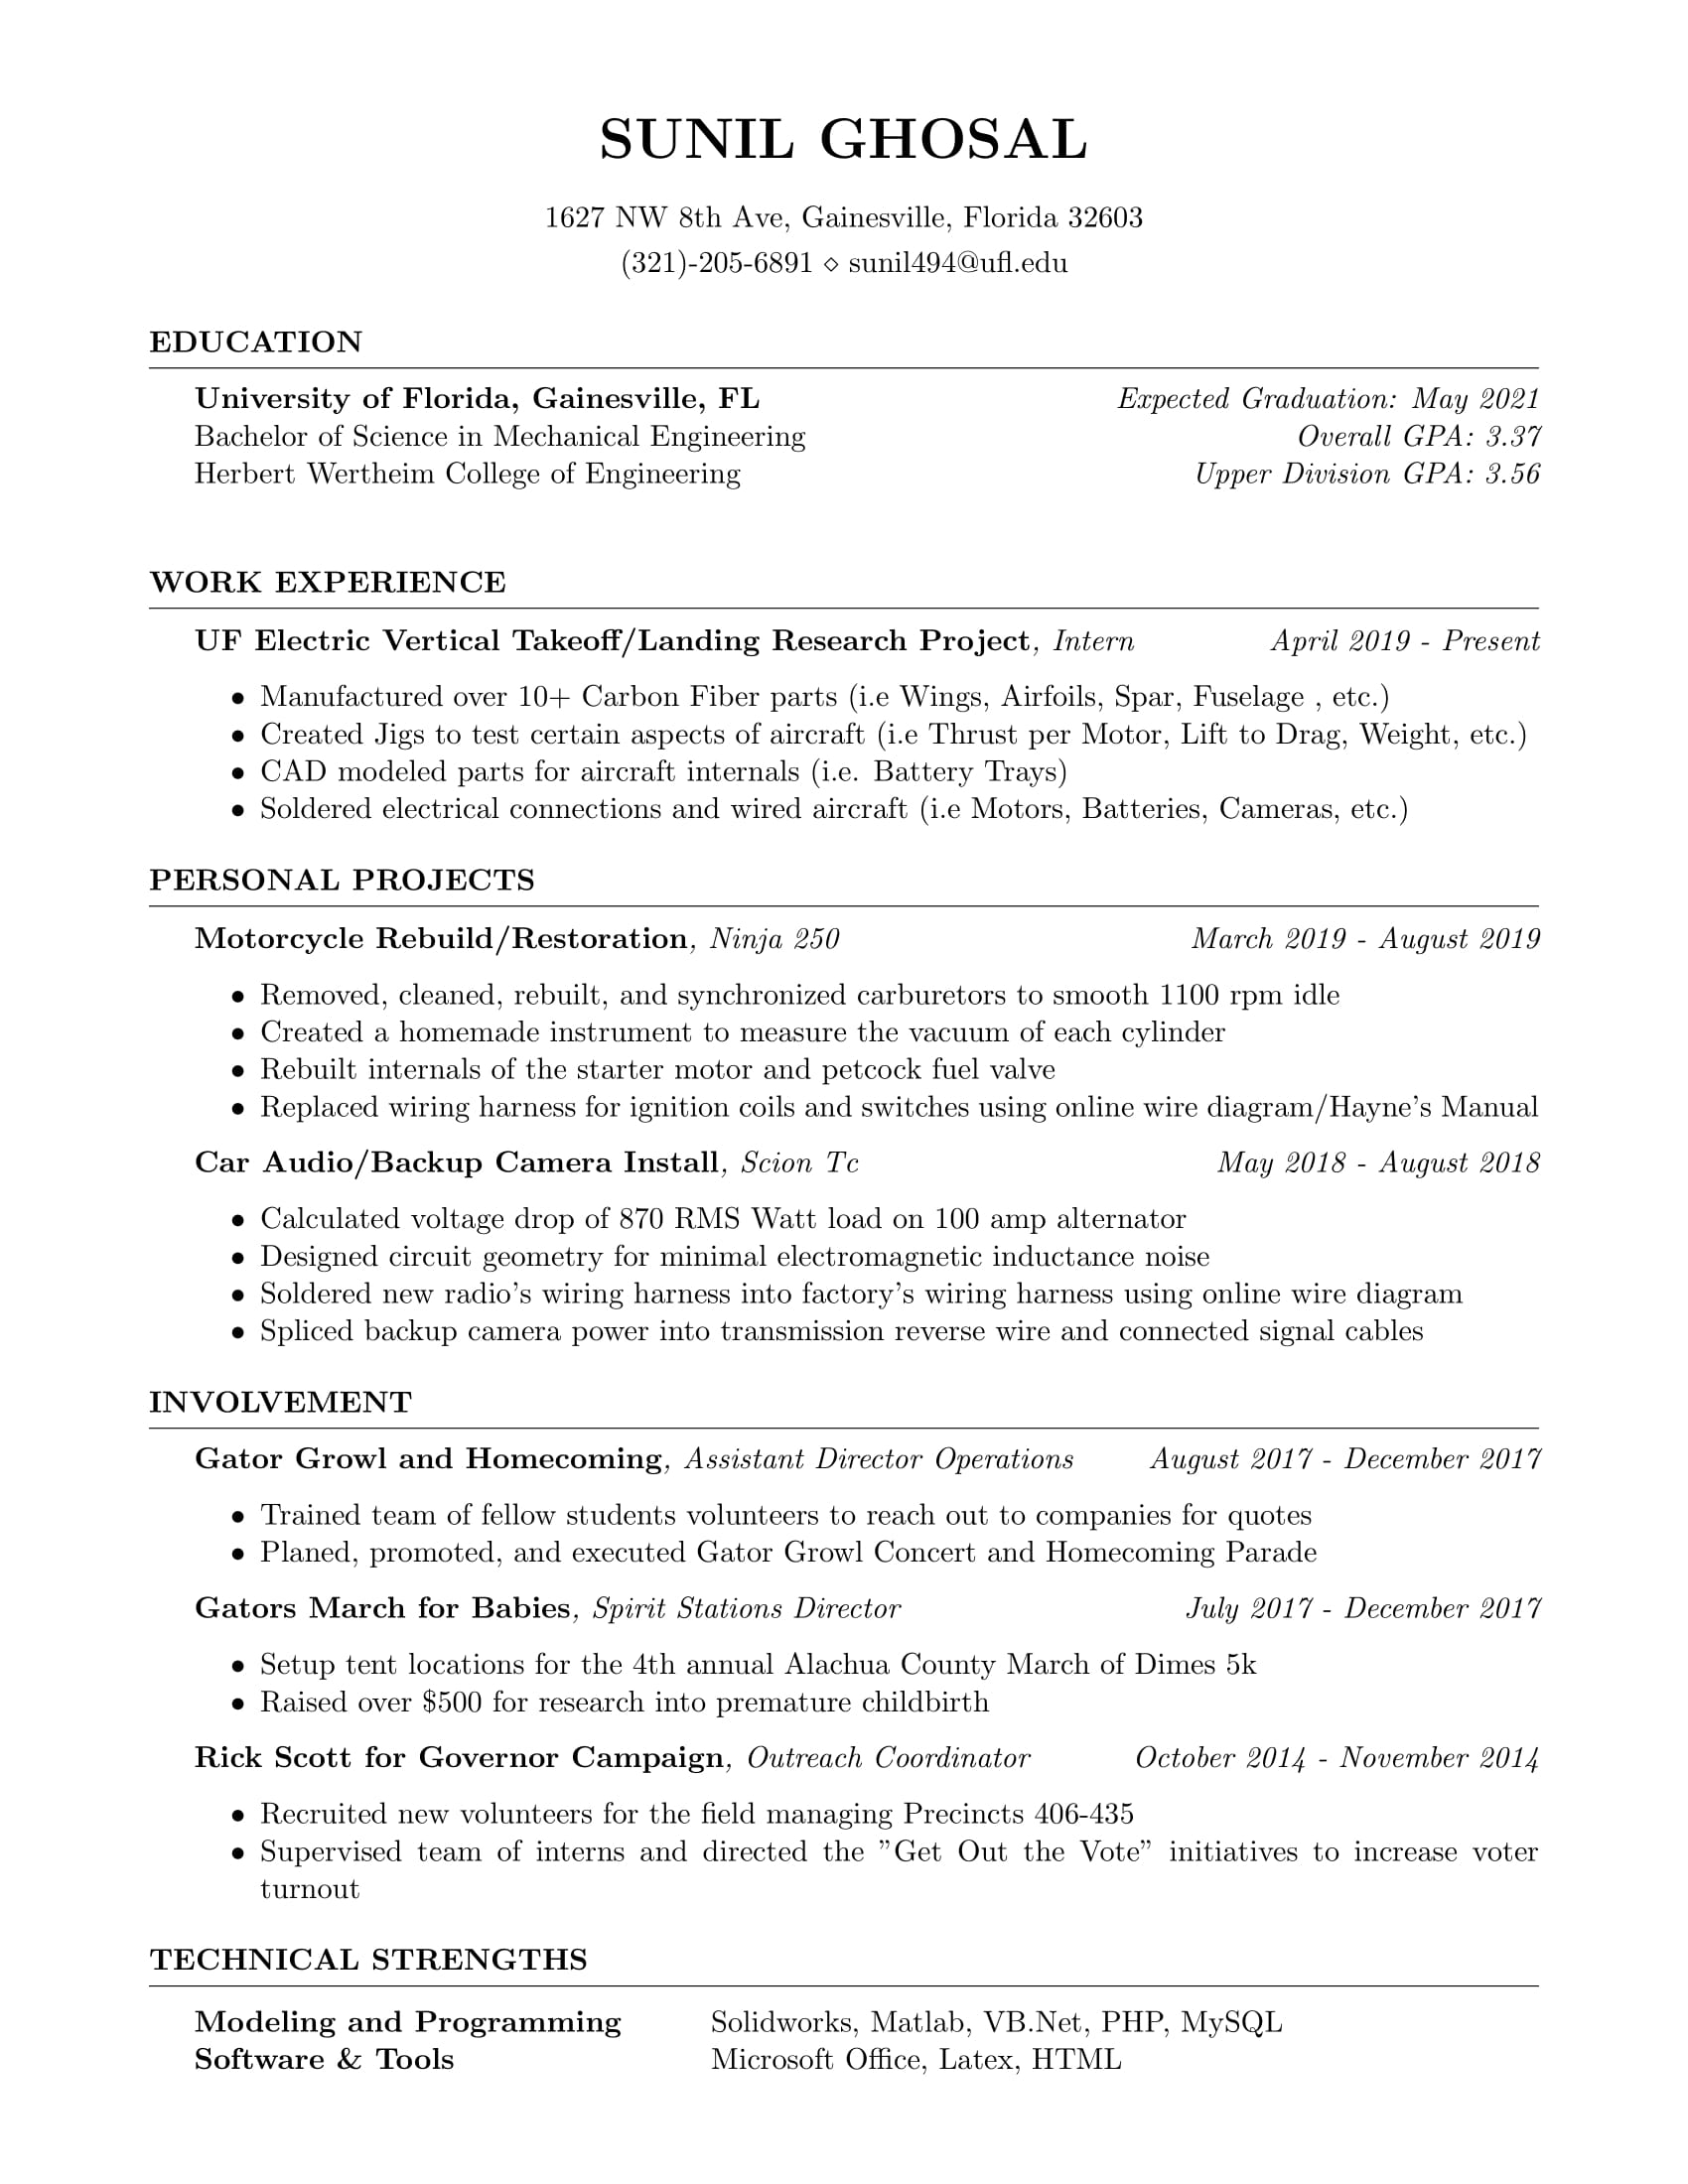 SUNIL GHOSAL
1627 NW 8th Ave, Gainesville, Florida 32603
(321)-205-6891 ⋄ sunil494@ufl.edu
EDUCATION
University of Florida, Gainesville, FL Expected Graduation: May 2021
Bachelor of Science in Mechanical Engineering Overall GPA: 3.37
Herbert Wertheim College of Engineering Upper Division GPA: 3.56
WORK EXPERIENCE
UF Electric Vertical Takeoff/Landing Research Project, Intern April 2019 - Present
• Manufactured over 10+ Carbon Fiber parts (i.e Wings, Airfoils, Spar, Fuselage , etc.)
• Created Jigs to test certain aspects of aircraft (i.e Thrust per Motor, Lift to Drag, Weight, etc.)
• CAD modeled parts for aircraft internals (i.e. Battery Trays)
• Soldered electrical connections and wired aircraft (i.e Motors, Batteries, Cameras, etc.)
PERSONAL PROJECTS
Motorcycle Rebuild/Restoration, Ninja 250 March 2019 - August 2019
• Removed, cleaned, rebuilt, and synchronized carburetors to smooth 1100 rpm idle
• Created a homemade instrument to measure the vacuum of each cylinder
• Rebuilt internals of the starter motor and petcock fuel valve
• Replaced wiring harness for ignition coils and switches using online wire diagram/Hayne's Manual
Car Audio/Backup Camera Install, Scion Tc May 2018 - August 2018
• Calculated voltage drop of 870 RMS Watt load on 100 amp alternator
• Designed circuit geometry for minimal electromagnetic inductance noise
• Soldered new radio's wiring harness into factory's wiring harness using online wire diagram
• Spliced backup camera power into transmission reverse wire and connected signal cables
INVOLVEMENT
Gator Growl and Homecoming, Assistant Director Operations August 2017 - December 2017
• Trained team of fellow students volunteers to reach out to companies for quotes
• Planed, promoted, and executed Gator Growl Concert and Homecoming Parade
Gators March for Babies, Spirit Stations Director July 2017 - December 2017
• Setup tent locations for the 4th annual Alachua County March of Dimes 5k
• Raised over $500 for research into premature childbirth
Rick Scott for Governor Campaign, Outreach Coordinator October 2014 - November 2014
• Recruited new volunteers for the field managing Precincts 406-435
• Supervised team of interns and directed the ”Get Out the Vote” initiatives to increase voter
turnout
TECHNICAL STRENGTHS
Modeling and Programming Solidworks, Matlab, VB.Net, PHP, MySQL
Software & Tools Microsoft Office, Latex, HTML